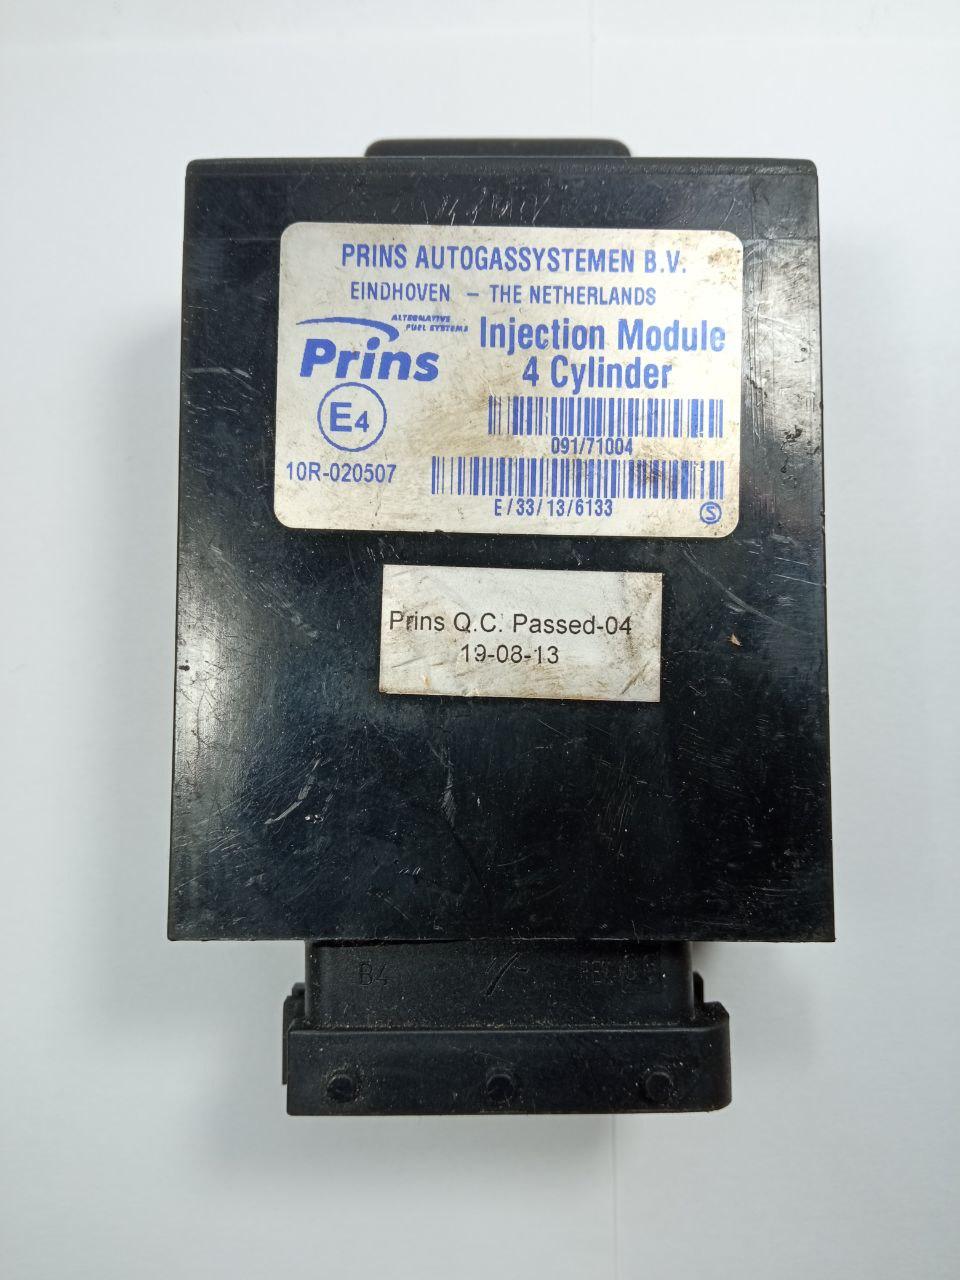 PRINS AUTOGASSYSTEMEN B.V.
EINDHOVEN – THE NETHERLANDS
ALTERNATIVE
FUEL SYSTEMS
Prins
Injection Module
4 Cylinder
E4
091/71004
10R-020507
E/33/13/6133
S
Prins Q.C. Passed-04
19-08-13
B4